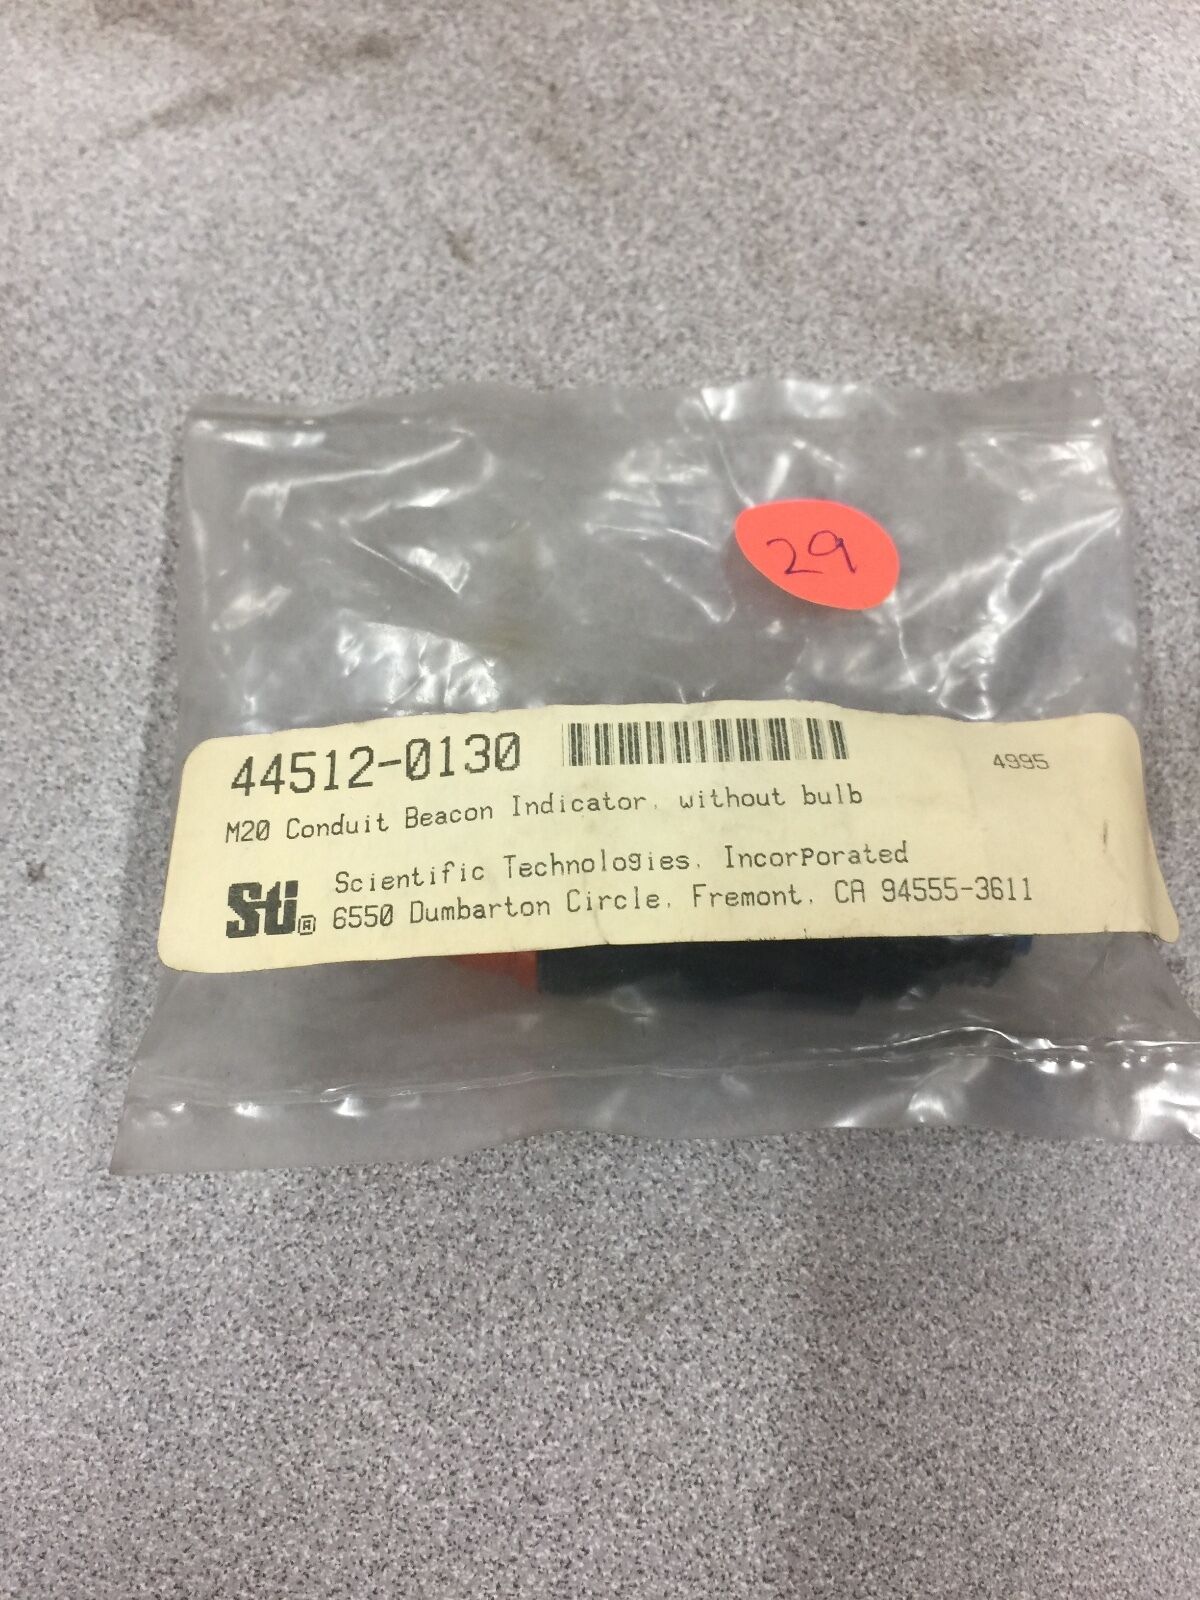 29
44512-0130
4995
M20 Conduit Beacon Indicator, without bulb
Scientific Technologies, Incorporated
Sti® 6550 Dumbarton Circle, Fremont, CA 94555-3611